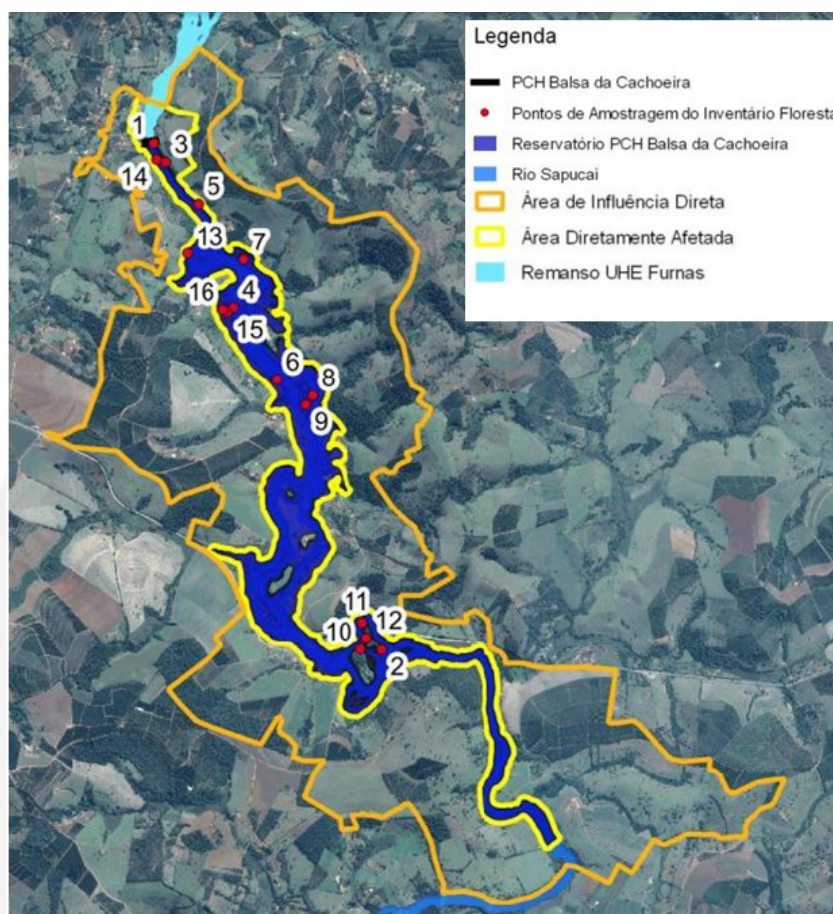 Legenda
PCH Balsa da Cachoeira
Pontos de Amostragem do Inventário Floresta
Reservatório PCH Balsa da Cachoeira
Rio Sapucai
Área de Influência Direta
Área Diretamente Afetada
Remanso UHE Furnas
1
3
14
5
13
7
16
4
15
6
8
9
11
12
10
2